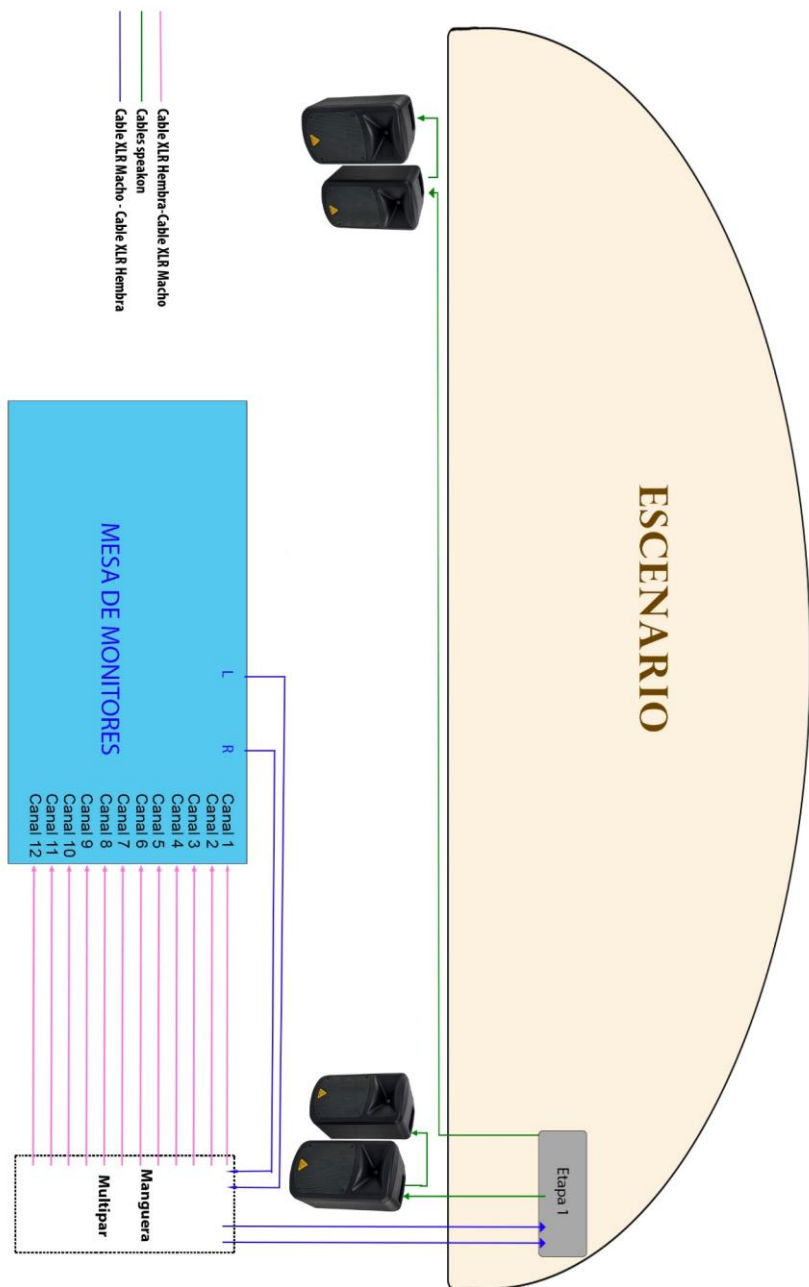 ESCENARIO
Etapa 1
Cable XLR Hembra-Cable XLR Macho
Cables speakon
Cable XLR Macho - Cable XLR Hembra
MESA DE MONITORES
L
R
Canal 1
Canal 2
Canal 3
Canal 4
Canal 5
Canal 6
Canal 7
Canal 8
Canal 9
Canal 10
Canal 11
Canal 12
Manguera
Multipar